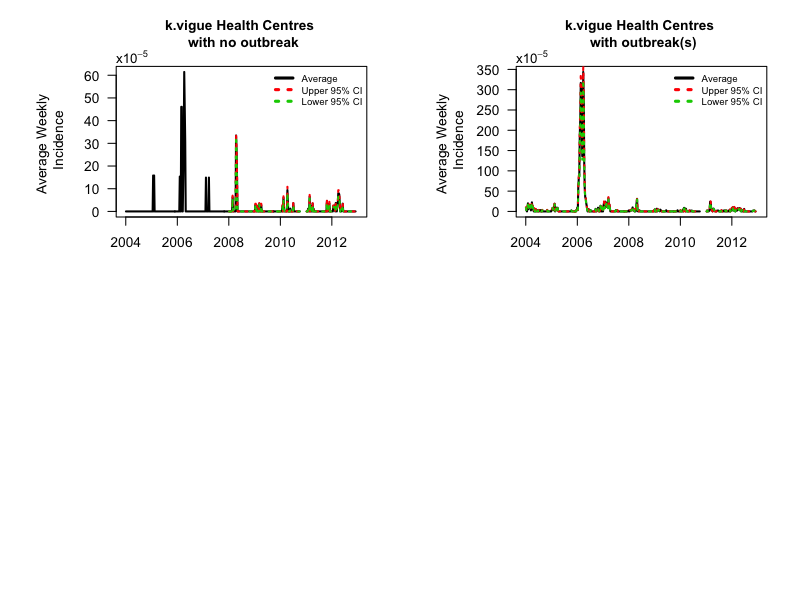 k.vigue Health Centres
with no outbreak
x10⁻⁵
Average Weekly
Incidence
60
50
40
30
20
10
0
2004 2006 2008 2010 2012
Average
Upper 95% CI
Lower 95% CI
k.vigue Health Centres
with outbreak(s)
x10⁻⁵
Average Weekly
Incidence
350
300
250
200
150
100
50
0
2004 2006 2008 2010 2012
Average
Upper 95% CI
Lower 95% CI